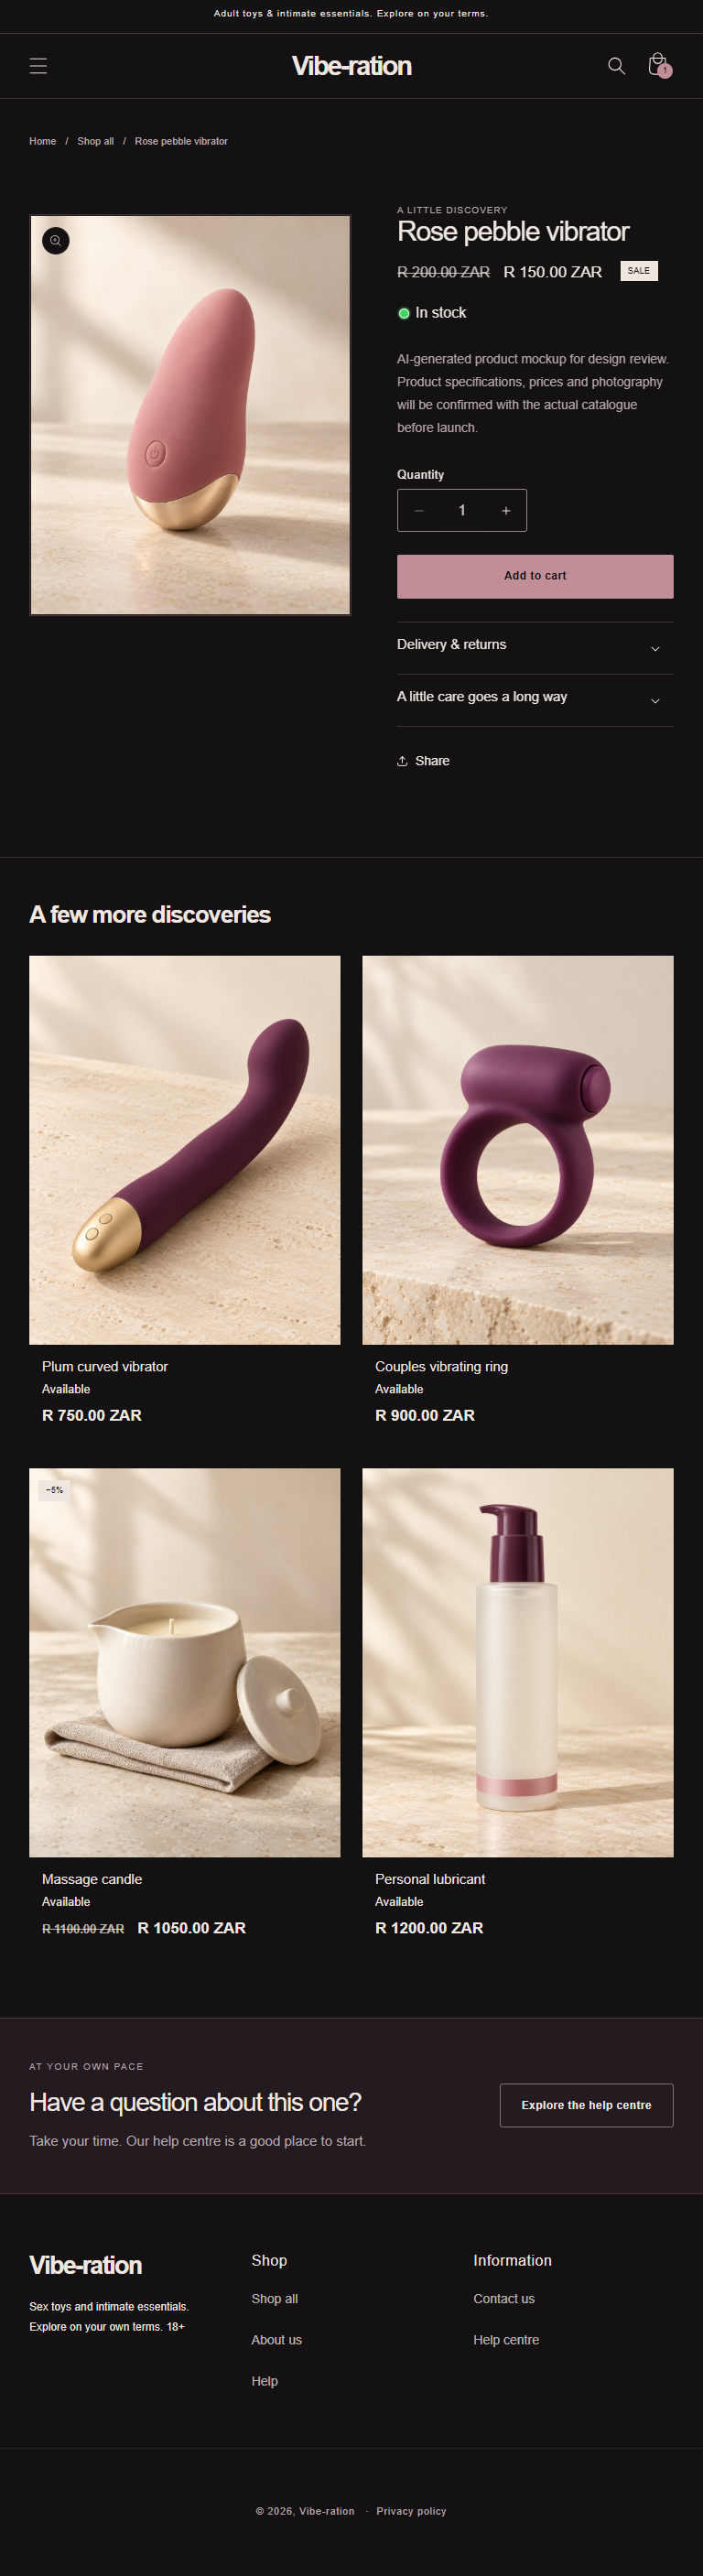 Adult toys & intimate essentials. Explore on your terms.
Vibe-ration
1
Home / Shop all / Rose pebble vibrator
A LITTLE DISCOVERY
Rose pebble vibrator
R 200.00 ZAR R 150.00 ZAR SALE
In stock
AI-generated product mockup for design review.
Product specifications, prices and photography
will be confirmed with the actual catalogue
before launch.
Quantity
− 1 +
Add to cart
Delivery & returns
A little care goes a long way
Share
A few more discoveries
Plum curved vibrator
Available
R 750.00 ZAR
Couples vibrating ring
Available
R 900.00 ZAR
−5%
Massage candle
Available
R 1100.00 ZAR R 1050.00 ZAR
Personal lubricant
Available
R 1200.00 ZAR
AT YOUR OWN PACE
Have a question about this one?
Take your time. Our help centre is a good place to start.
Explore the help centre
Vibe-ration
Sex toys and intimate essentials.
Explore on your own terms. 18+
Shop
Shop all
About us
Help
Information
Contact us
Help centre
© 2026, Vibe-ration · Privacy policy